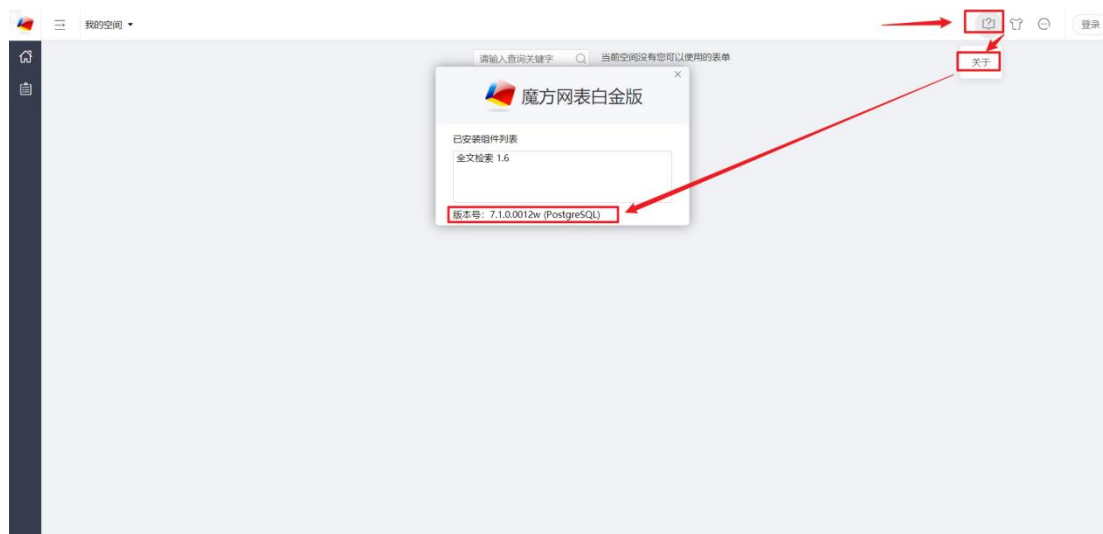 我的空间
登录
请输入查询关键字
当前空间没有您可以使用的表单
关于
魔方网表白金版
已安装组件列表
全文检索 1.6
版本号：7.1.0.0012w (PostgreSQL)